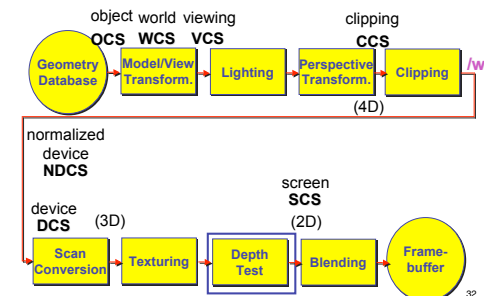 object world viewing
OCS WCS VCS
clipping
CCS
Geometry
Database
Model/View
Transform.
Lighting
Perspective
Transform.
Clipping
/w
(4D)
normalized
device
NDCS
device
DCS
(3D)
screen
SCS
(2D)
Scan
Conversion
Texturing
Depth
Test
Blending
Frame-
buffer
32